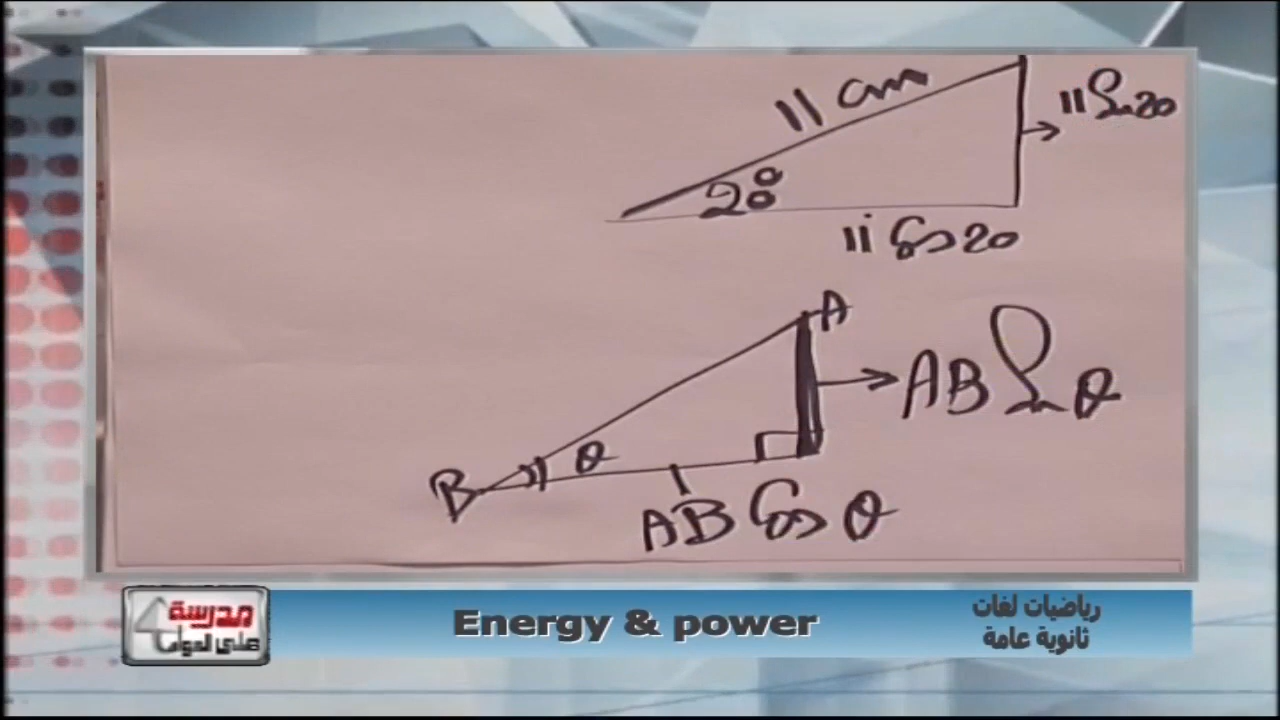 11 cm
11 Sin 20
20°
11 Cos 20
A
AB Sin θ
θ
B
AB Cos θ
مدرسة
على الهواء
4
Energy & power
رياضيات لغات
ثانوية عامة